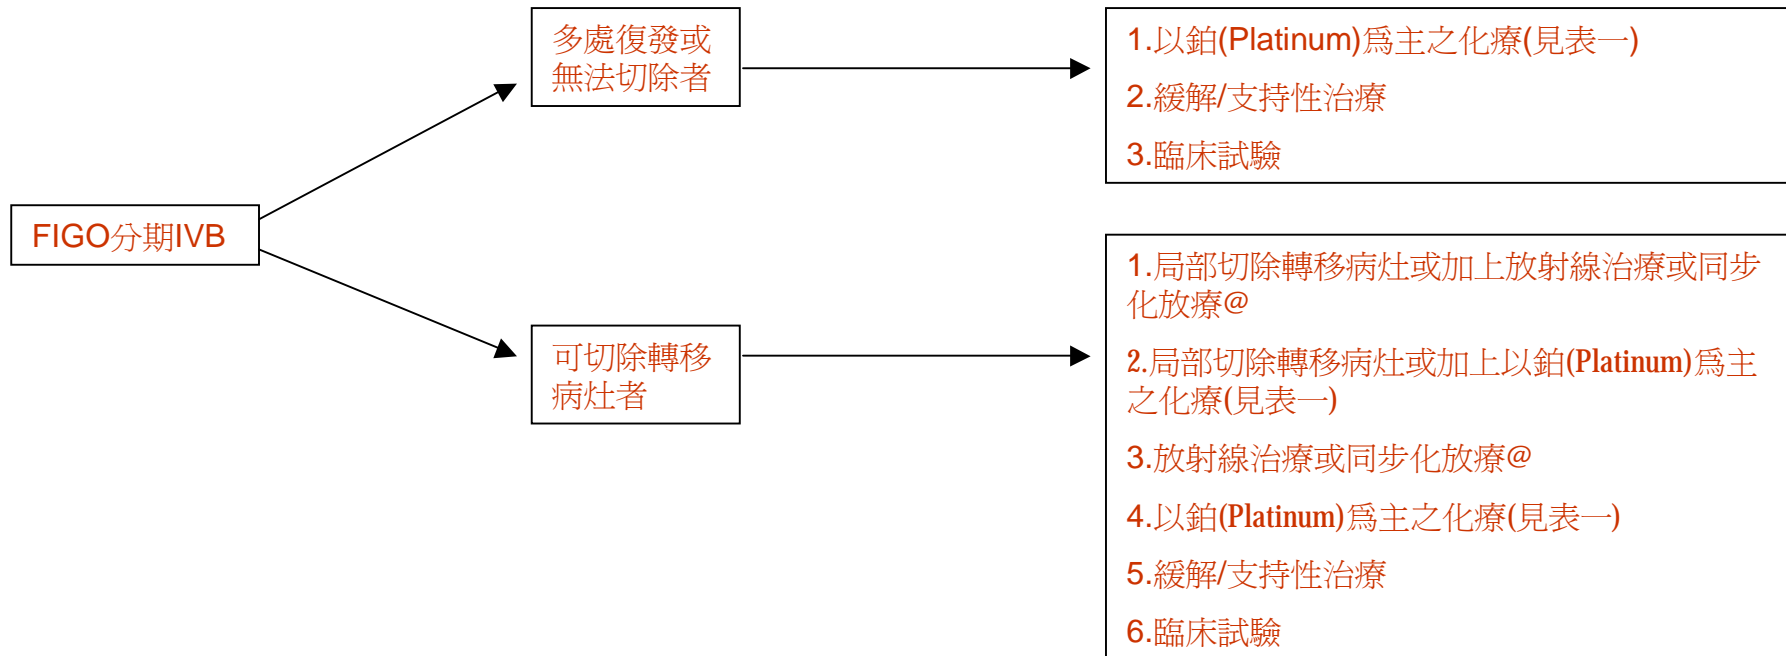 FIGO分期IVB
多處復發或
無法切除者
1.以鉑(Platinum)為主之化療(見表一)
2.緩解/支持性治療
3.臨床試驗
可切除轉移
病灶者
1.局部切除轉移病灶或加上放射線治療或同步
化放療@
2.局部切除轉移病灶或加上以鉑(Platinum)為主
之化療(見表一)
3.放射線治療或同步化放療@
4.以鉑(Platinum)為主之化療(見表一)
5.緩解/支持性治療
6.臨床試驗